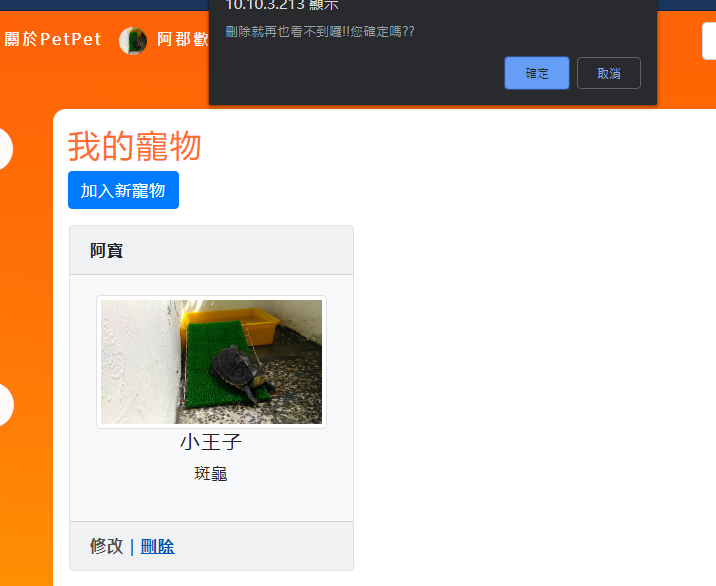 10.10.3.213 顯示
刪除就再也看不到囉!!您確定嗎??
確定 取消
關於PetPet 阿郡歡
我的寵物
加入新寵物
阿寶
小王子
斑龜
修改 | 刪除